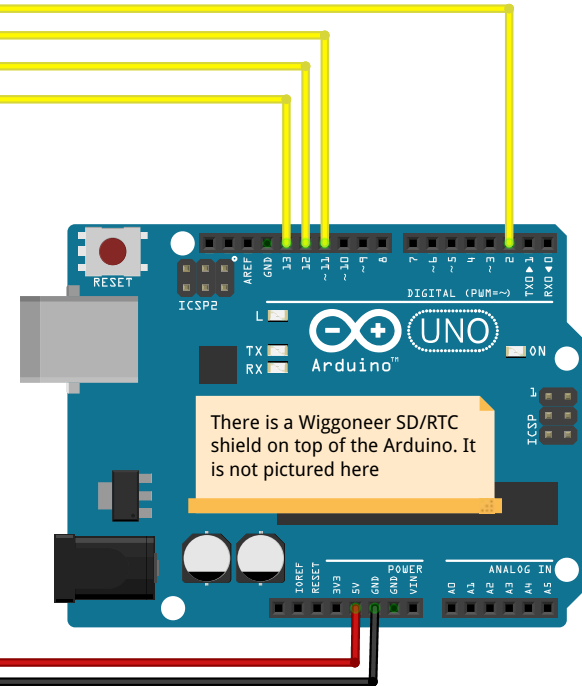 RESET
ICSP2
AREF
GND
13
12
~11
~10
~9
8
7
~6
~5
4
~3
2
TX0▶1
RX0◀0
DIGITAL (PWM=~)
L
TX
RX
UNO
Arduino™
ON
1
ICSP
There is a Wiggoneer SD/RTC
shield on top of the Arduino. It
is not pictured here
POWER
ANALOG IN
IOREF
RESET
3V3
5V
GND
GND
VIN
A0
A1
A2
A3
A4
A5